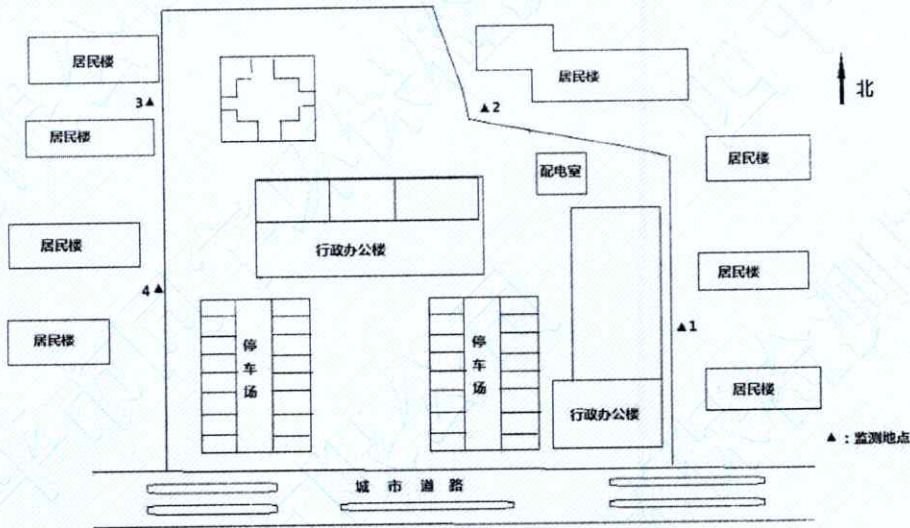 居民楼
居民楼
北
3▲
▲2
居民楼
配电室
居民楼
居民楼
行政办公楼
居民楼
4▲
▲1
居民楼
停车场
停车场
居民楼
行政办公楼
▲：监测地点
城市道路